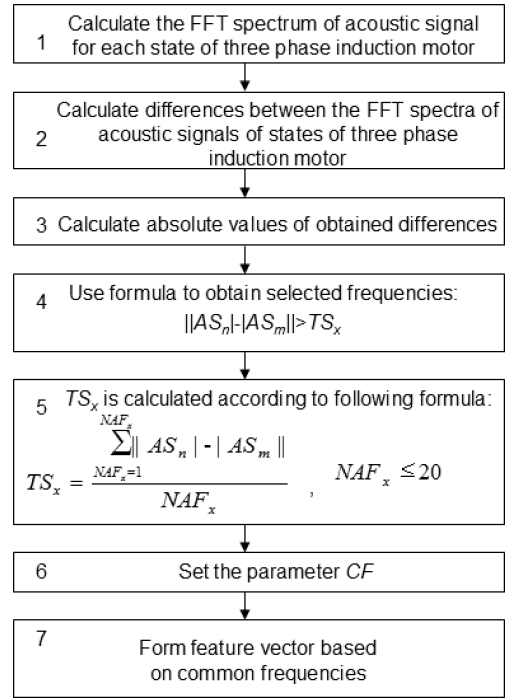 1 Calculate the FFT spectrum of acoustic signal
for each state of three phase induction motor
Calculate differences between the FFT spectra of
2 acoustic signals of states of three phase
induction motor
3 Calculate absolute values of obtained differences
4 Use formula to obtain selected frequencies:
||ASₙ|-|ASₘ||>TSₓ
5 TSₓ is calculated according to following formula:
NAFₓ
∑|| ASₙ | - | ASₘ ||
NAFₓ=1
TSₓ = , NAFₓ ≤20
NAFₓ
6 Set the parameter CF
7 Form feature vector based
on common frequencies